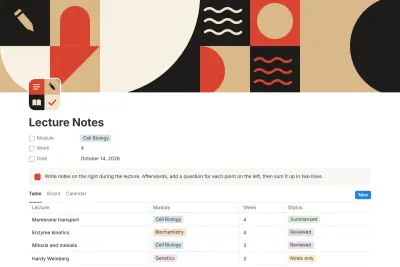 Lecture Notes
Module Cell Biology
Week 4
Date October 14, 2026
Write notes on the right during the lecture. Afterwards, add a question for each point on the left, then sum it up in two lines.
Table Board Calendar New
Lecture Module Week Status
Membrane transport Cell Biology 4 Summarised
Enzyme kinetics Biochemistry 4 Reviewed
Mitosis and meiosis Cell Biology 3 Reviewed
Hardy Weinberg Genetics 3 Notes only